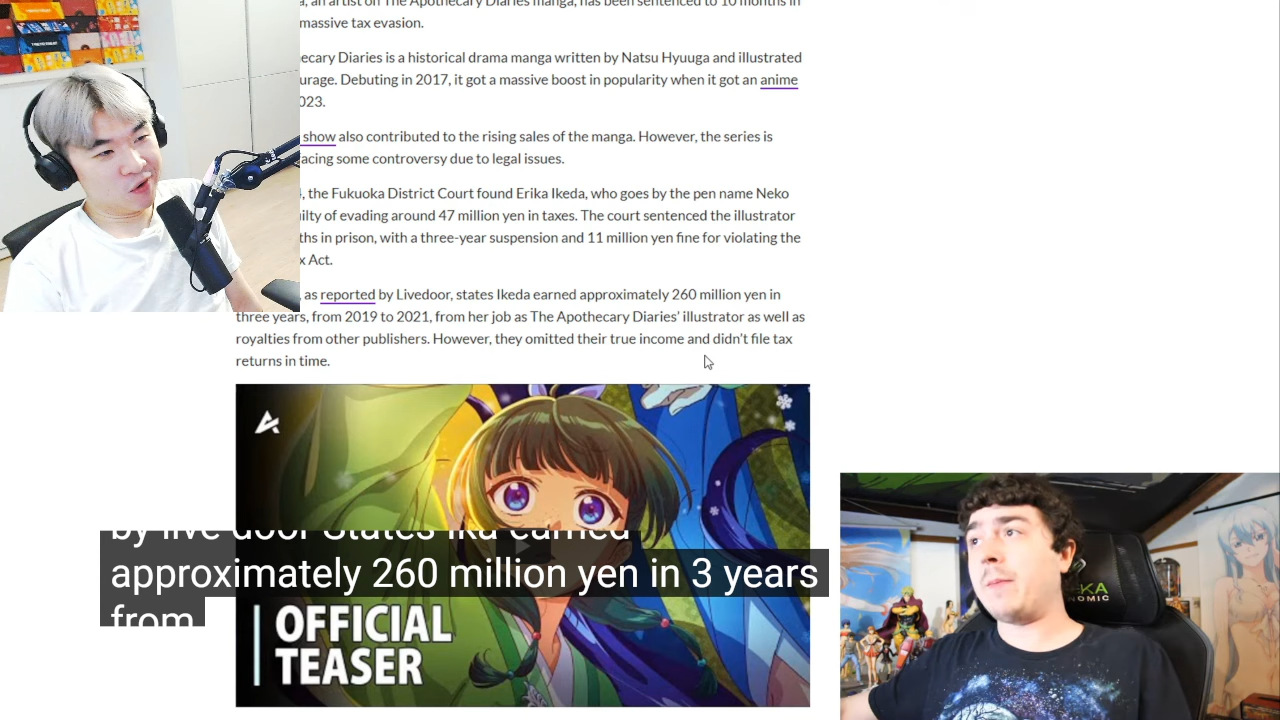 a, an artist on The Apothecary Diaries manga, has been sentenced to 10 months in
massive tax evasion.
ecary Diaries is a historical drama manga written by Natsu Hyuuga and illustrated
urage. Debuting in 2017, it got a massive boost in popularity when it got an anime
023.
show also contributed to the rising sales of the manga. However, the series is
acing some controversy due to legal issues.
, the Fukuoka District Court found Erika Ikeda, who goes by the pen name Neko
uilty of evading around 47 million yen in taxes. The court sentenced the illustrator
ths in prison, with a three-year suspension and 11 million yen fine for violating the
x Act.
, as reported by Livedoor, states Ikeda earned approximately 260 million yen in
three years, from 2019 to 2021, from her job as The Apothecary Diaries' illustrator as well as
royalties from other publishers. However, they omitted their true income and didn't file tax
returns in time.
by live door States Ika earned
approximately 260 million yen in 3 years
from
OFFICIAL
TEASER
KA
NOMIC